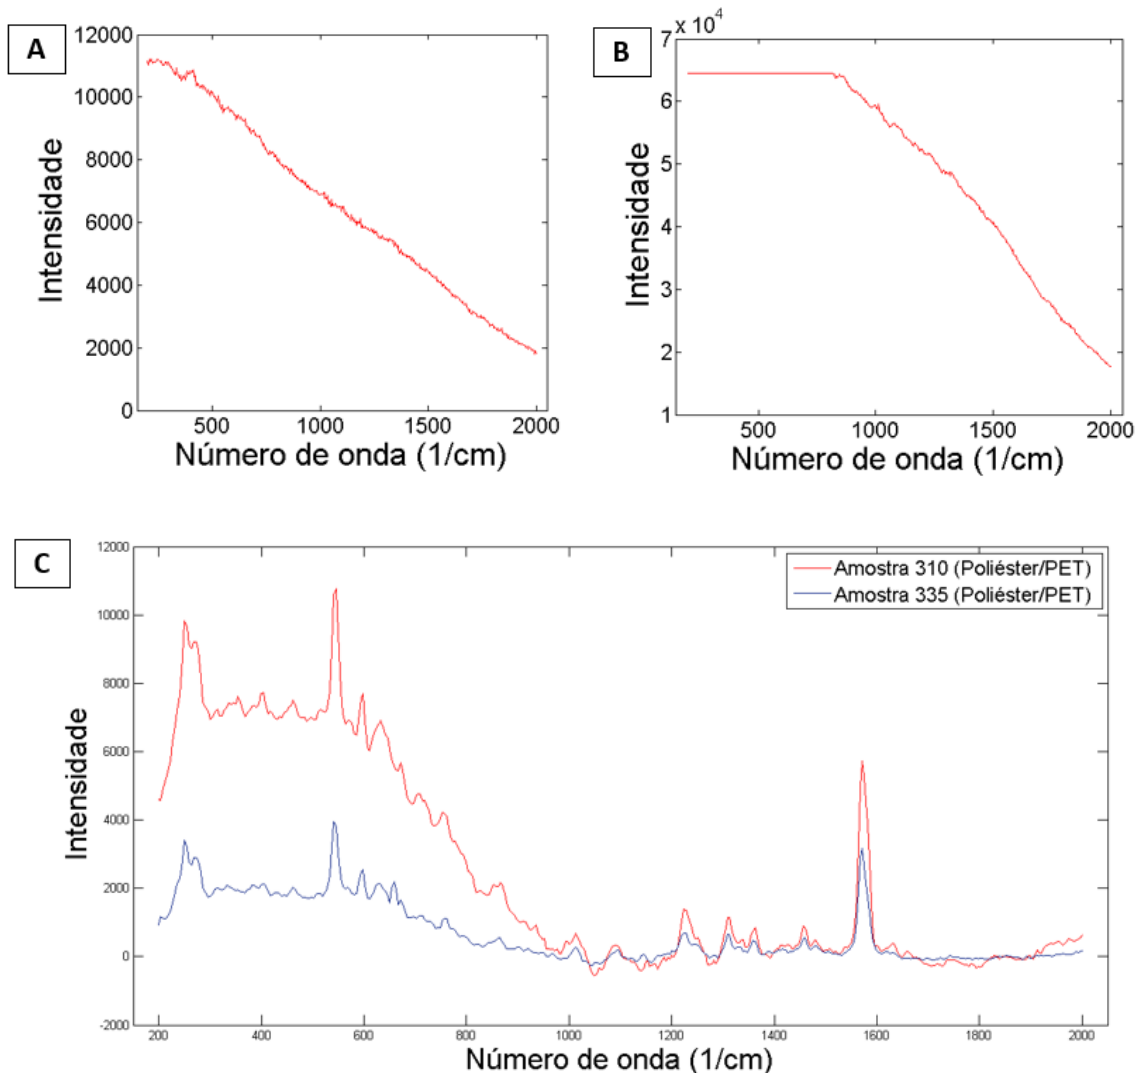 A
12000
10000
8000
6000
4000
2000
0
Intensidade
500 1000 1500 2000
Número de onda (1/cm)
B
7 x 10^4
6
5
4
3
2
1
Intensidade
500 1000 1500 2000
Número de onda (1/cm)
C
12000
10000
8000
6000
4000
2000
0
-2000
Intensidade
Amostra 310 (Poliéster/PET)
Amostra 335 (Poliéster/PET)
200 400 600 800 1000 1200 1400 1600 1800 2000
Número de onda (1/cm)